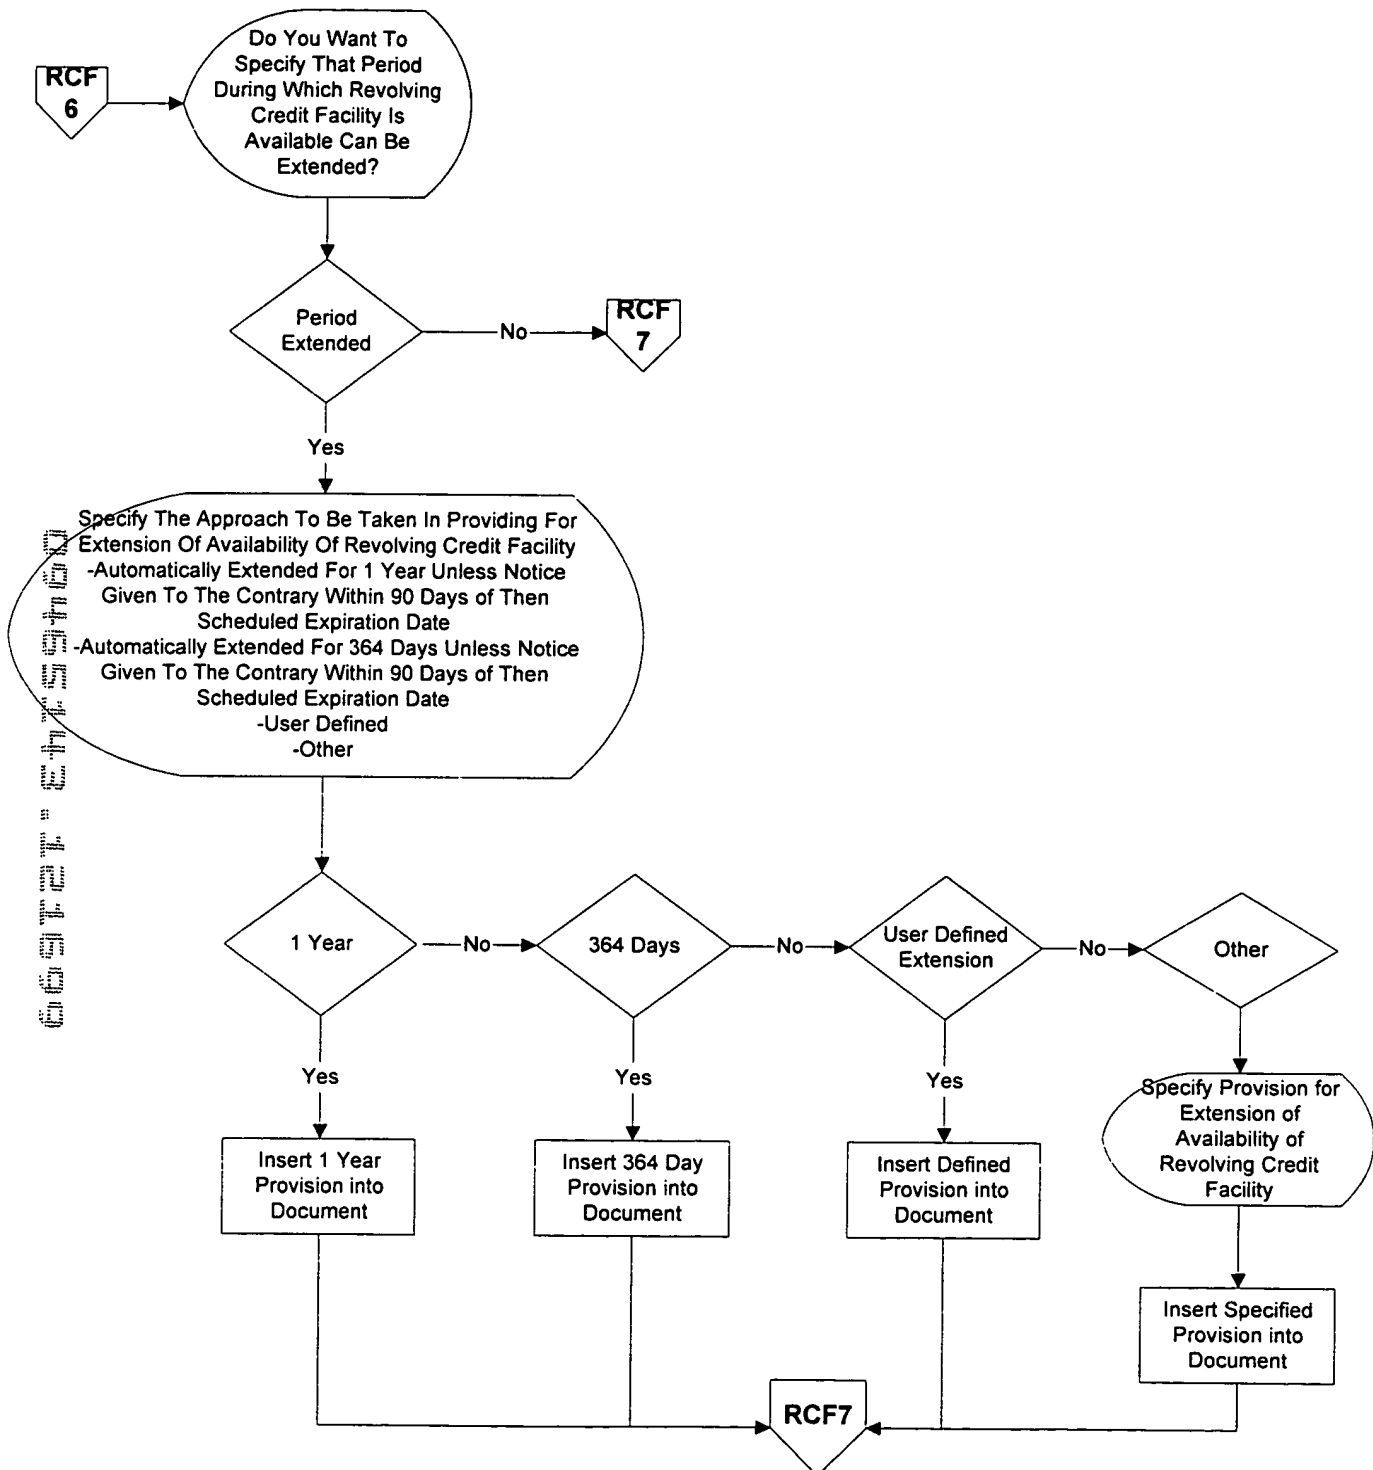 Do You Want To
Specify That Period
During Which Revolving
Credit Facility Is
Available Can Be
Extended?
RCF
6
Period
Extended
No
RCF
7
Yes
Specify The Approach To Be Taken In Providing For
Extension Of Availability Of Revolving Credit Facility
-Automatically Extended For 1 Year Unless Notice
Given To The Contrary Within 90 Days of Then
Scheduled Expiration Date
-Automatically Extended For 364 Days Unless Notice
Given To The Contrary Within 90 Days of Then
Scheduled Expiration Date
-User Defined
-Other
09465143.121699
1 Year
No
364 Days
No
User Defined
Extension
No
Other
Yes
Yes
Yes
Specify Provision for
Extension of
Availability of
Revolving Credit
Facility
Insert 1 Year
Provision into
Document
Insert 364 Day
Provision into
Document
Insert Defined
Provision into
Document
Insert Specified
Provision into
Document
RCF7